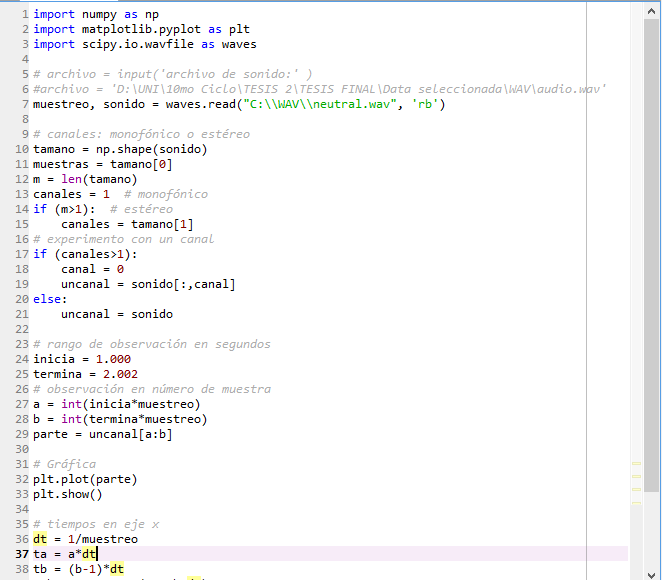 1 import numpy as np
2 import matplotlib.pyplot as plt
3 import scipy.io.wavfile as waves
4
5 # archivo = input('archivo de sonido:' )
6 #archivo = 'D:\UNI\10mo Ciclo\TESIS 2\TESIS FINAL\Data seleccionada\WAV\audio.wav'
7 muestreo, sonido = waves.read("C:\\WAV\\neutral.wav", 'rb')
8
9 # canales: monofónico o estéreo
10 tamano = np.shape(sonido)
11 muestras = tamano[0]
12 m = len(tamano)
13 canales = 1  # monofónico
14 if (m>1):  # estéreo
15     canales = tamano[1]
16 # experimento con un canal
17 if (canales>1):
18     canal = 0
19     uncanal = sonido[:,canal]
20 else:
21     uncanal = sonido
22
23 # rango de observación en segundos
24 inicia = 1.000
25 termina = 2.002
26 # observación en número de muestra
27 a = int(inicia*muestreo)
28 b = int(termina*muestreo)
29 parte = uncanal[a:b]
30
31 # Gráfica
32 plt.plot(parte)
33 plt.show()
34
35 # tiempos en eje x
36 dt = 1/muestreo
37 ta = a*dt
38 tb = (b-1)*dt